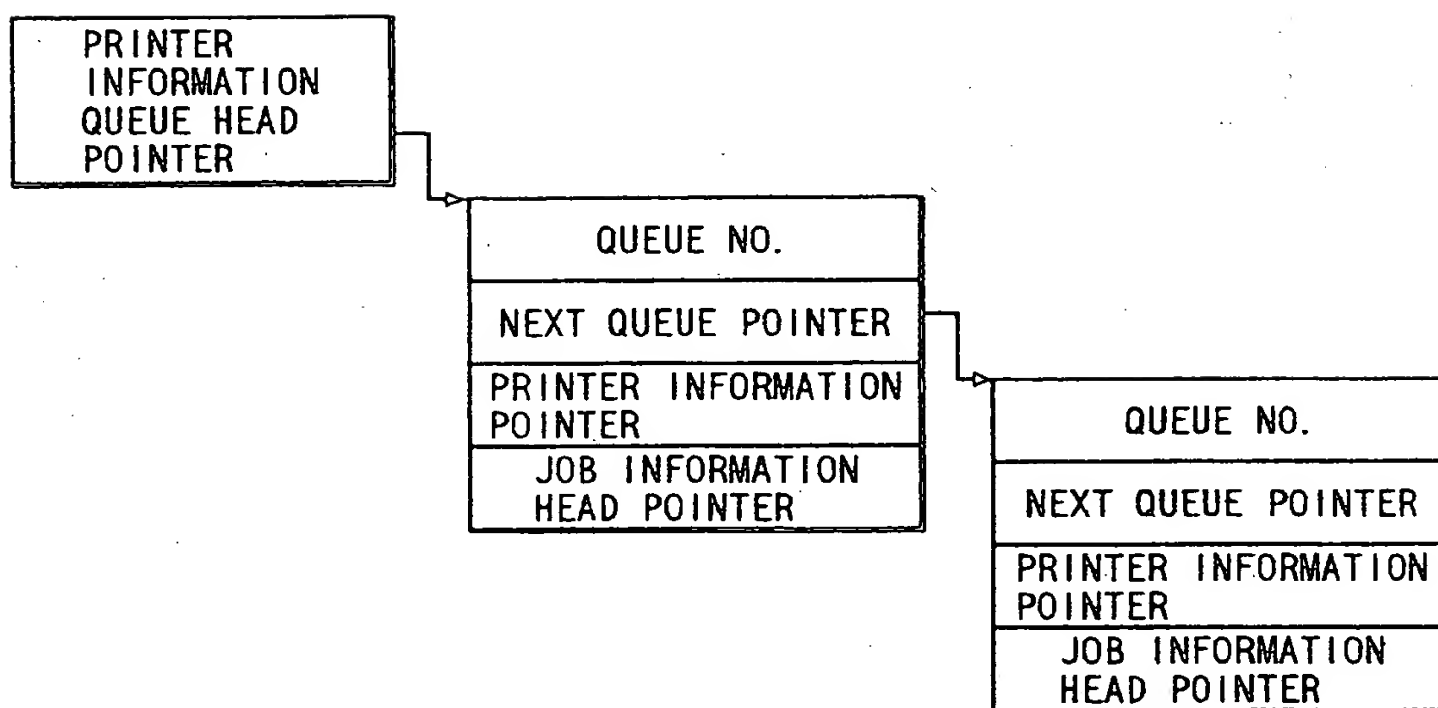 PRINTER
INFORMATION
QUEUE HEAD
POINTER
QUEUE NO.
NEXT QUEUE POINTER
PRINTER INFORMATION
POINTER
JOB INFORMATION
HEAD POINTER
QUEUE NO.
NEXT QUEUE POINTER
PRINTER INFORMATION
POINTER
JOB INFORMATION
HEAD POINTER